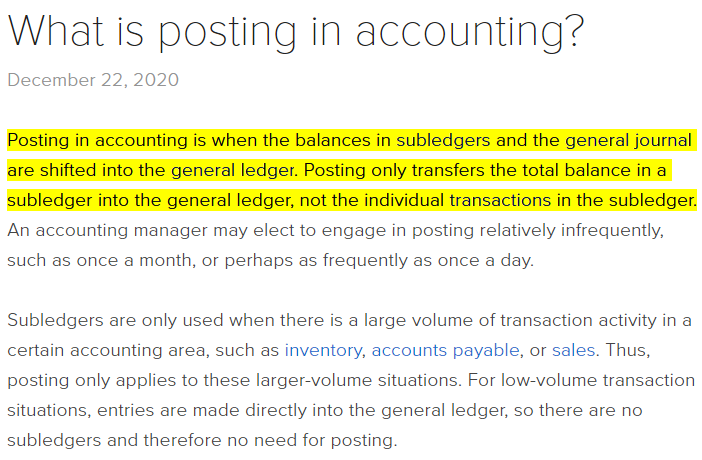 What is posting in accounting?
December 22, 2020
Posting in accounting is when the balances in subledgers and the general journal
are shifted into the general ledger. Posting only transfers the total balance in a
subledger into the general ledger, not the individual transactions in the subledger.
An accounting manager may elect to engage in posting relatively infrequently,
such as once a month, or perhaps as frequently as once a day.
Subledgers are only used when there is a large volume of transaction activity in a
certain accounting area, such as inventory, accounts payable, or sales. Thus,
posting only applies to these larger-volume situations. For low-volume transaction
situations, entries are made directly into the general ledger, so there are no
subledgers and therefore no need for posting.